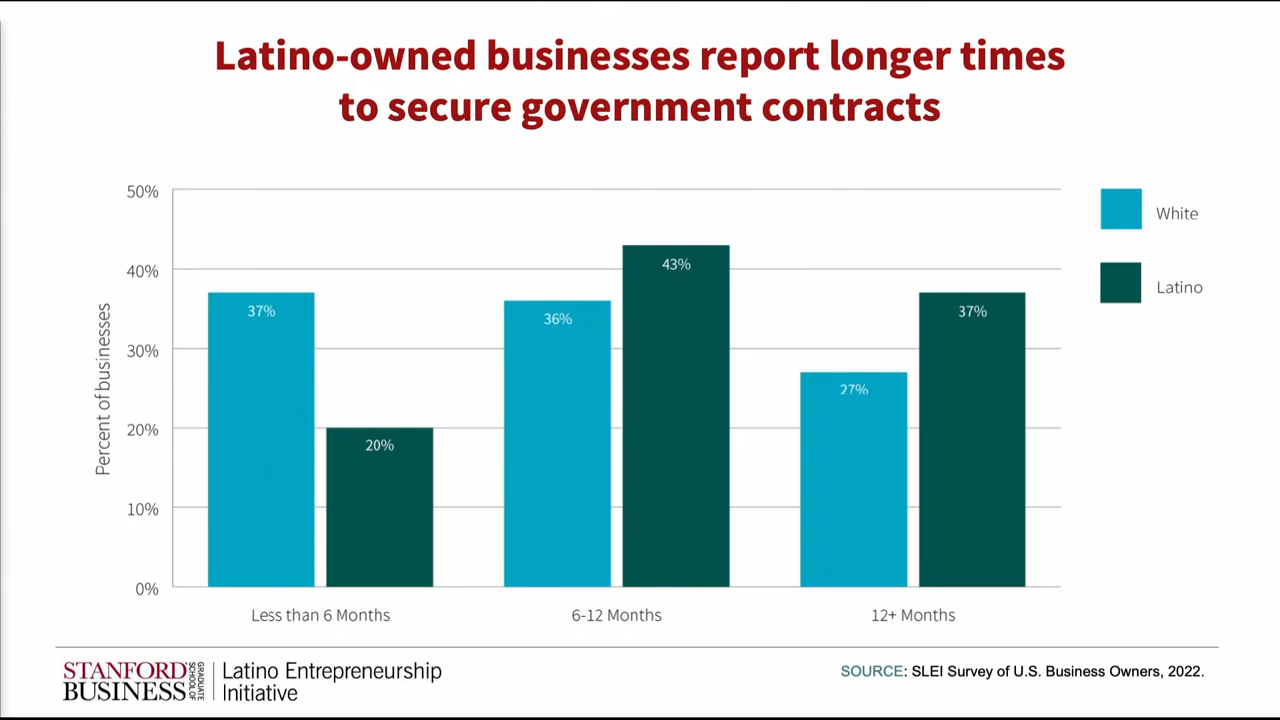 Latino-owned businesses report longer times
to secure government contracts
50%
40%
30%
20%
10%
0%
Percent of businesses
37%
20%
36%
43%
27%
37%
Less than 6 Months
6-12 Months
12+ Months
White
Latino
STANFORD
BUSINESS
GRADUATE
SCHOOL OF
Latino Entrepreneurship
Initiative
SOURCE: SLEI Survey of U.S. Business Owners, 2022.